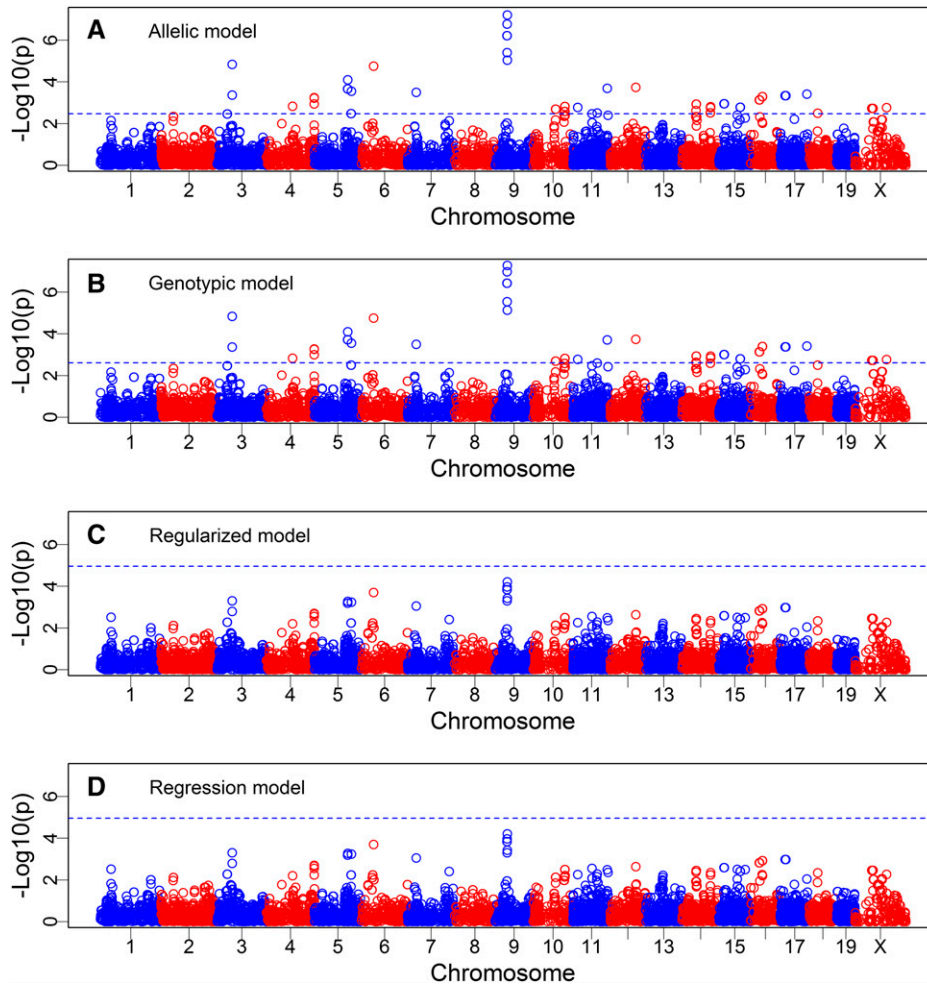 A Allelic model
-Log10(p)
6
4
2
0
1 2 3 4 5 6 7 8 9 10 11 13 15 17 19 X
Chromosome
B Genotypic model
-Log10(p)
6
4
2
0
1 2 3 4 5 6 7 8 9 10 11 13 15 17 19 X
Chromosome
C Regularized model
-Log10(p)
6
4
2
0
1 2 3 4 5 6 7 8 9 10 11 13 15 17 19 X
Chromosome
D Regression model
-Log10(p)
6
4
2
0
1 2 3 4 5 6 7 8 9 10 11 13 15 17 19 X
Chromosome